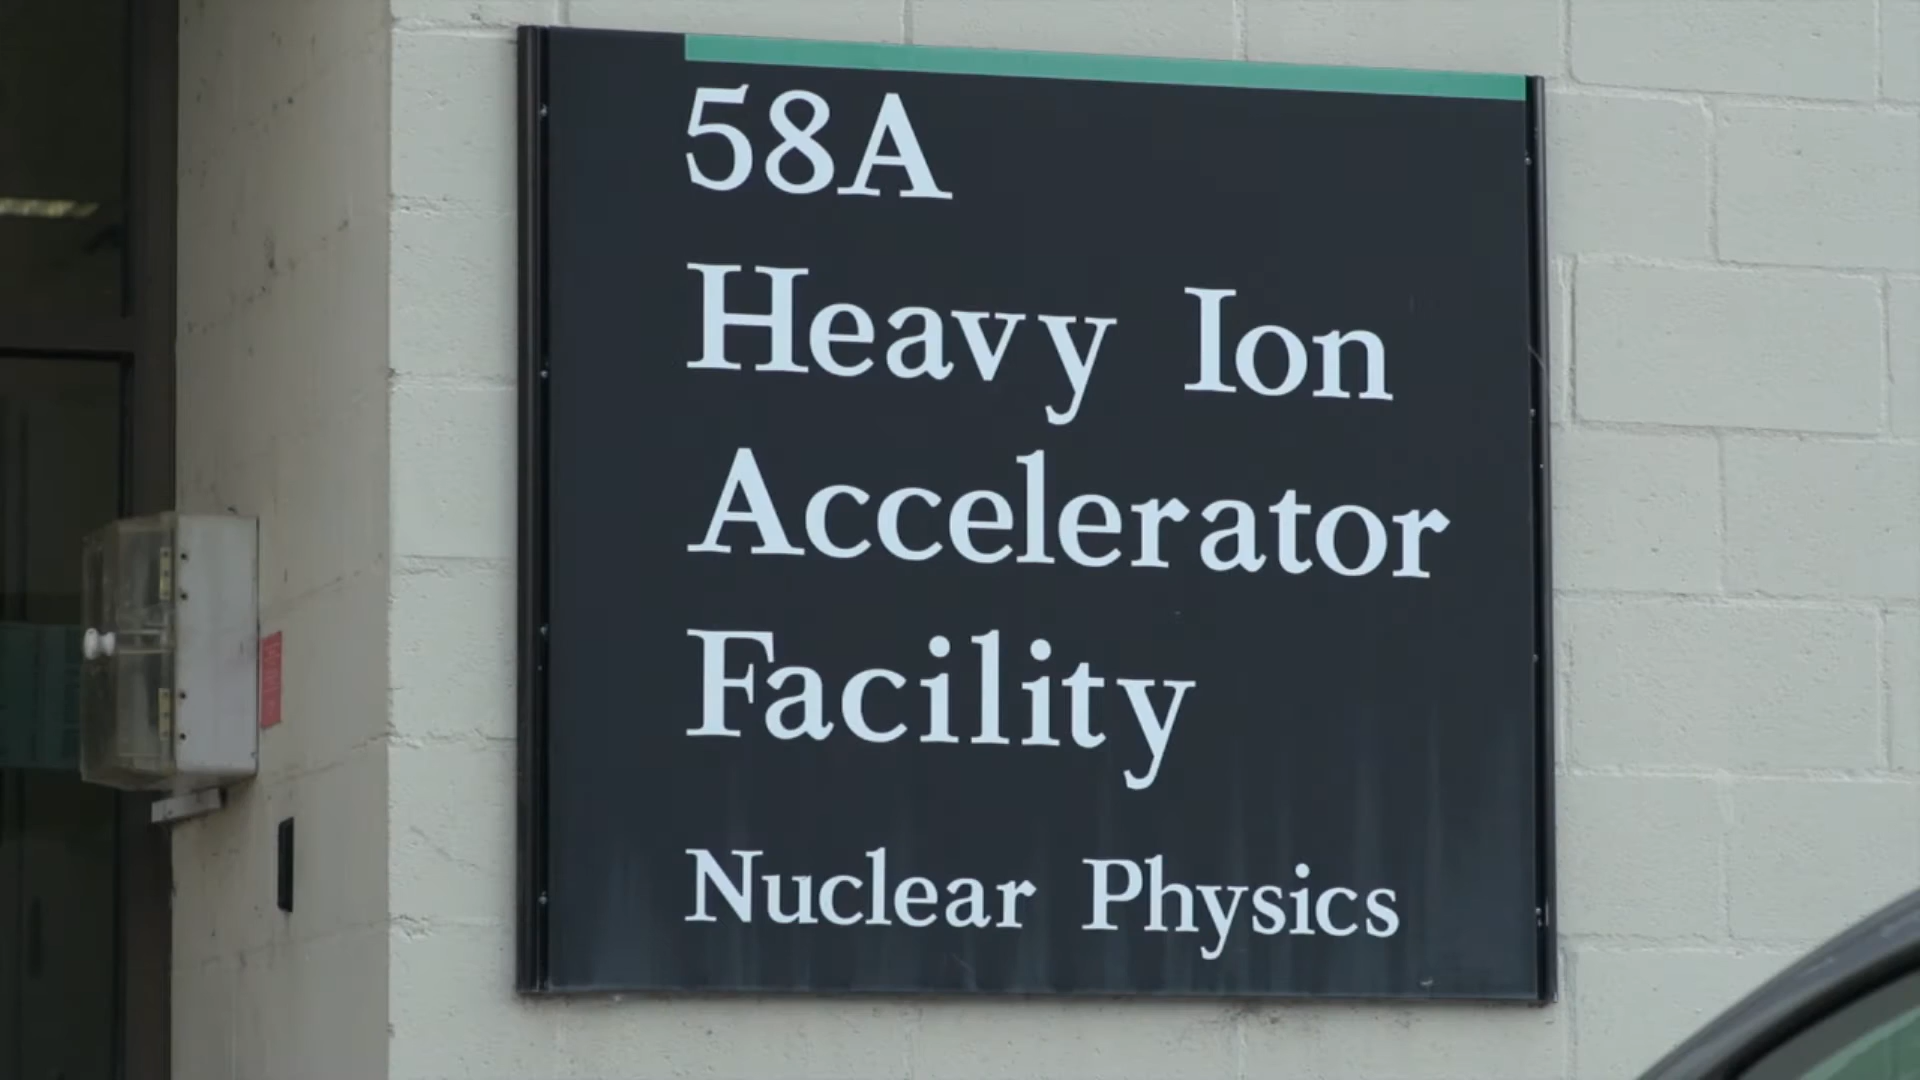 58A
Heavy Ion
Accelerator
Facility
Nuclear Physics